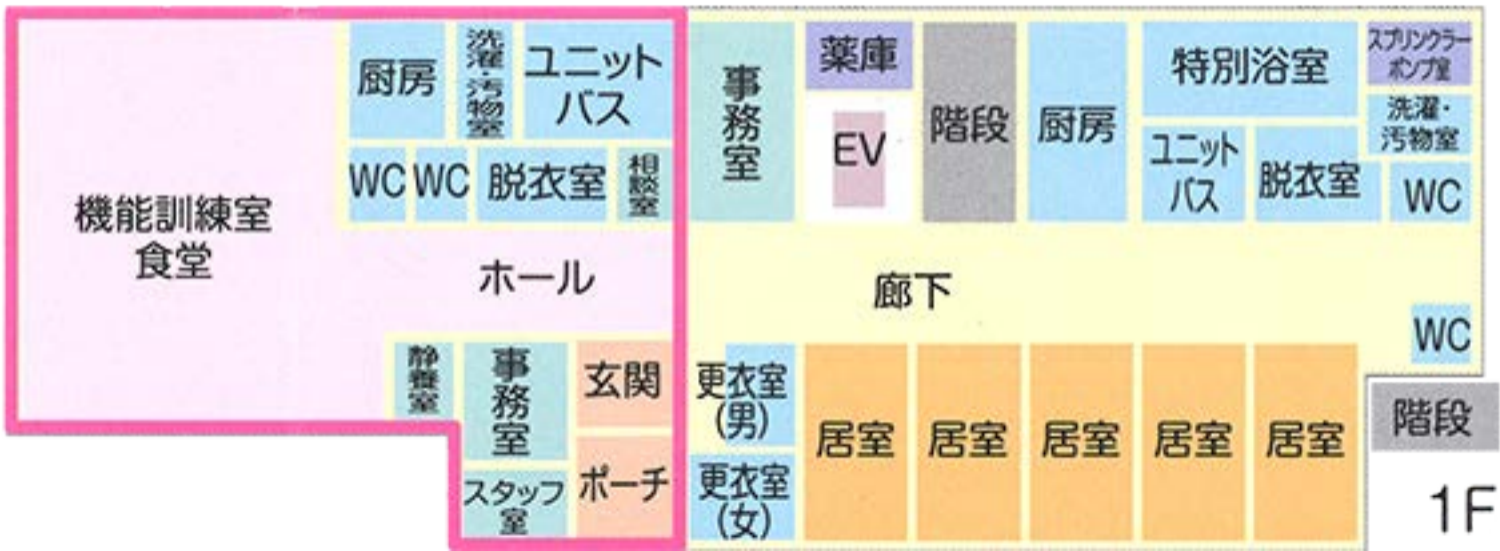 厨房
洗濯・汚物室
ユニット
バス
WC
WC
脱衣室
相談室
機能訓練室
食堂
ホール
静養室
事務室
玄関
スタッフ
室
ポーチ
事務室
薬庫
EV
階段
厨房
特別浴室
スプリンクラー
ポンプ室
洗濯・
汚物室
ユニット
バス
脱衣室
WC
廊下
WC
更衣室
(男)
更衣室
(女)
居室
居室
居室
居室
居室
階段
1F